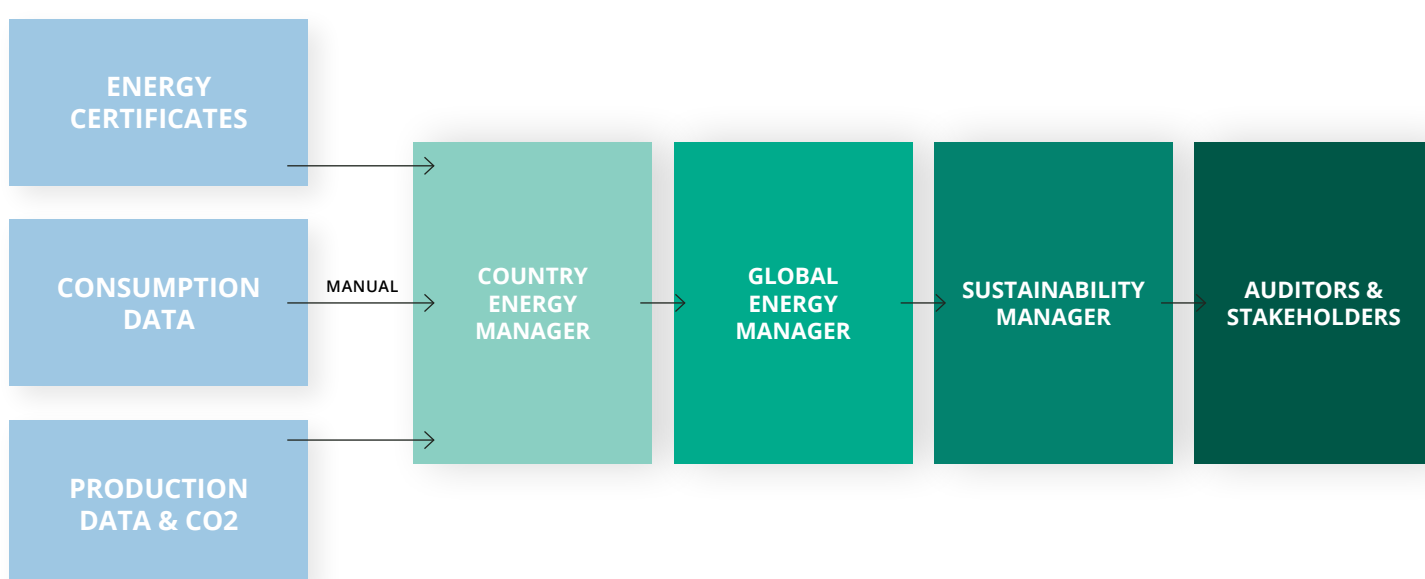 ENERGY
CERTIFICATES
CONSUMPTION
DATA
MANUAL
PRODUCTION
DATA & CO2
COUNTRY
ENERGY
MANAGER
GLOBAL
ENERGY
MANAGER
SUSTAINABILITY
MANAGER
AUDITORS &
STAKEHOLDERS